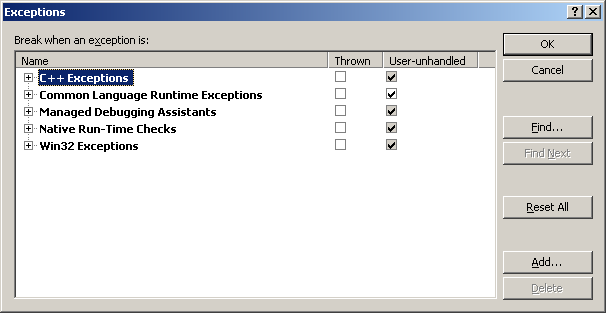 Exceptions
Break when an exception is:
Name Thrown User-unhandled
C++ Exceptions
Common Language Runtime Exceptions
Managed Debugging Assistants
Native Run-Time Checks
Win32 Exceptions
OK
Cancel
Find...
Find Next
Reset All
Add...
Delete